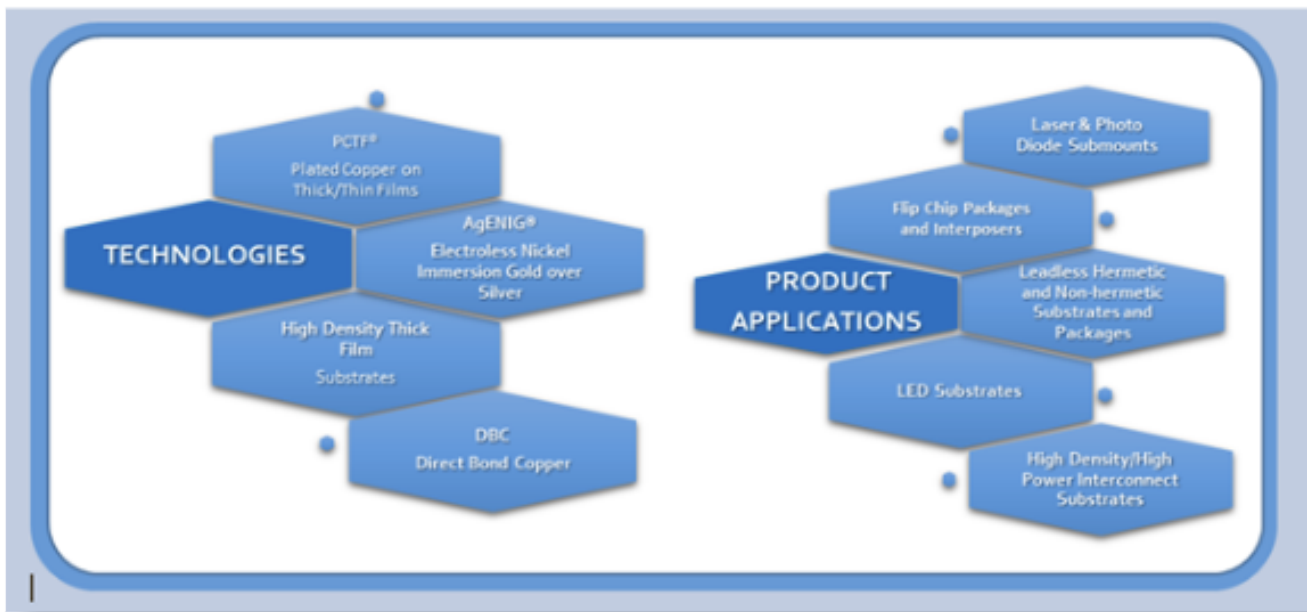 PCTF®
Plated Copper on
Thick/Thin Films
TECHNOLOGIES
AgENIG®
Electroless Nickel
Immersion Gold over
Silver
High Density Thick
Film
Substrates
DBC
Direct Bond Copper
Laser & Photo
Diode Submounts
Flip Chip Packages
and Interposers
PRODUCT
APPLICATIONS
Leadless Hermetic
and Non-hermetic
Substrates and
Packages
LED Substrates
High Density/High
Power Interconnect
Substrates